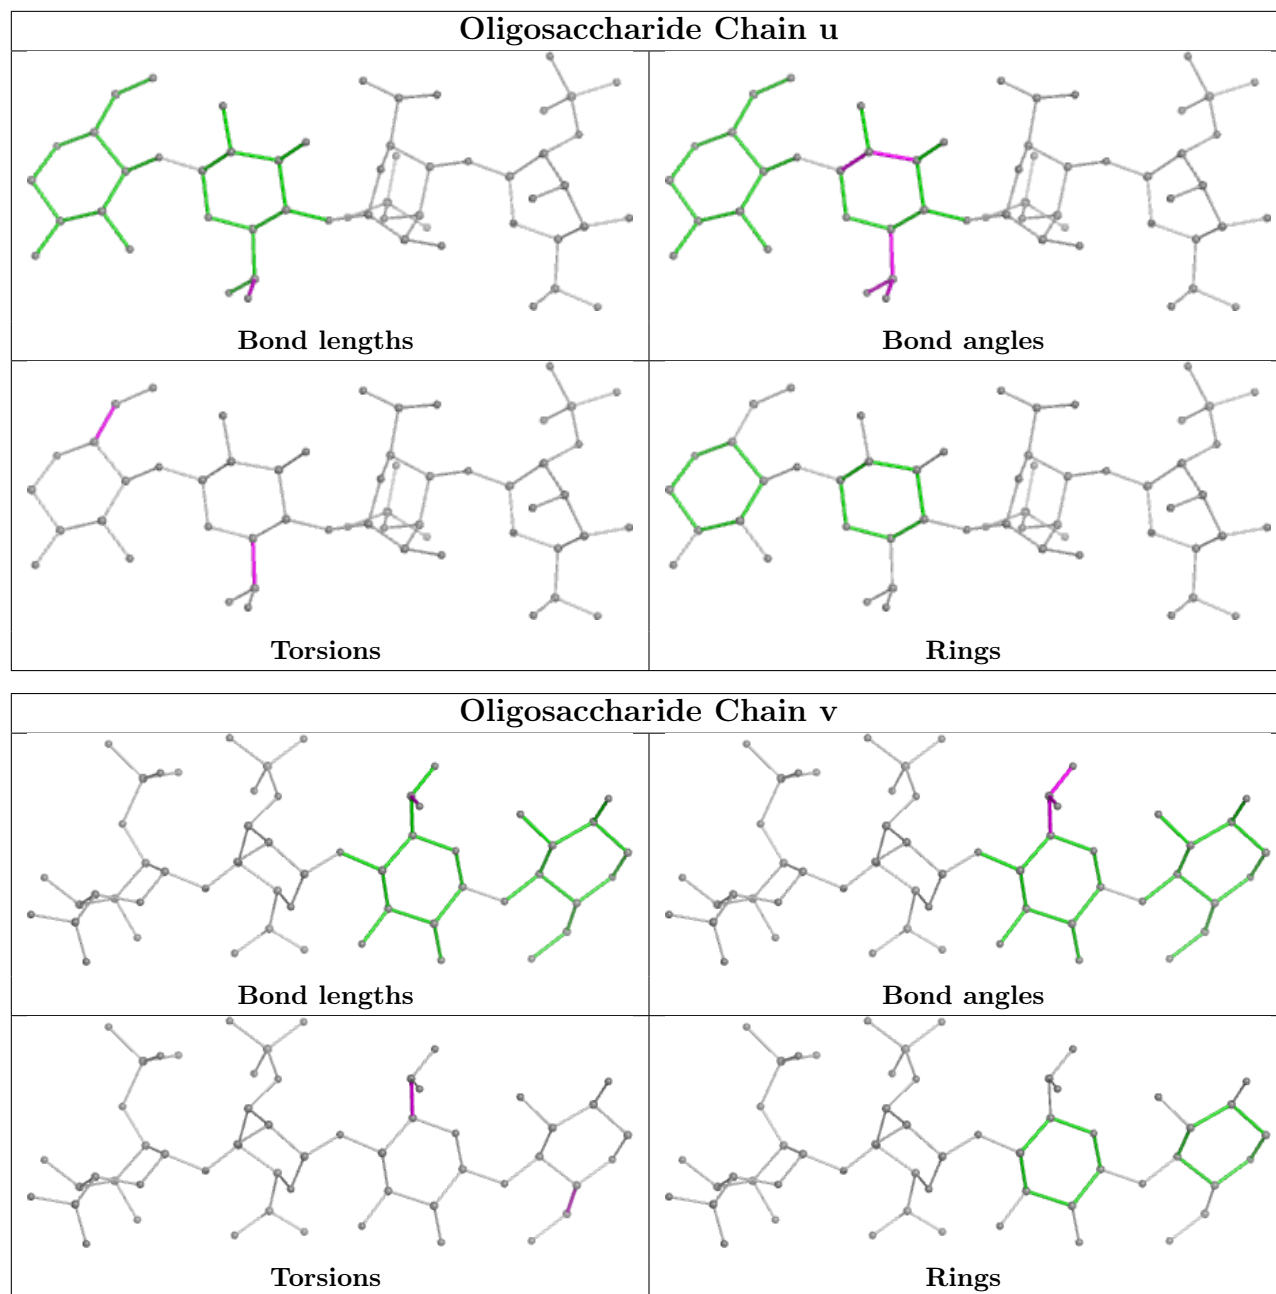 Oligosaccharide Chain u
Bond lengths
Bond angles
Torsions
Rings
Oligosaccharide Chain v
Bond lengths
Bond angles
Torsions
Rings